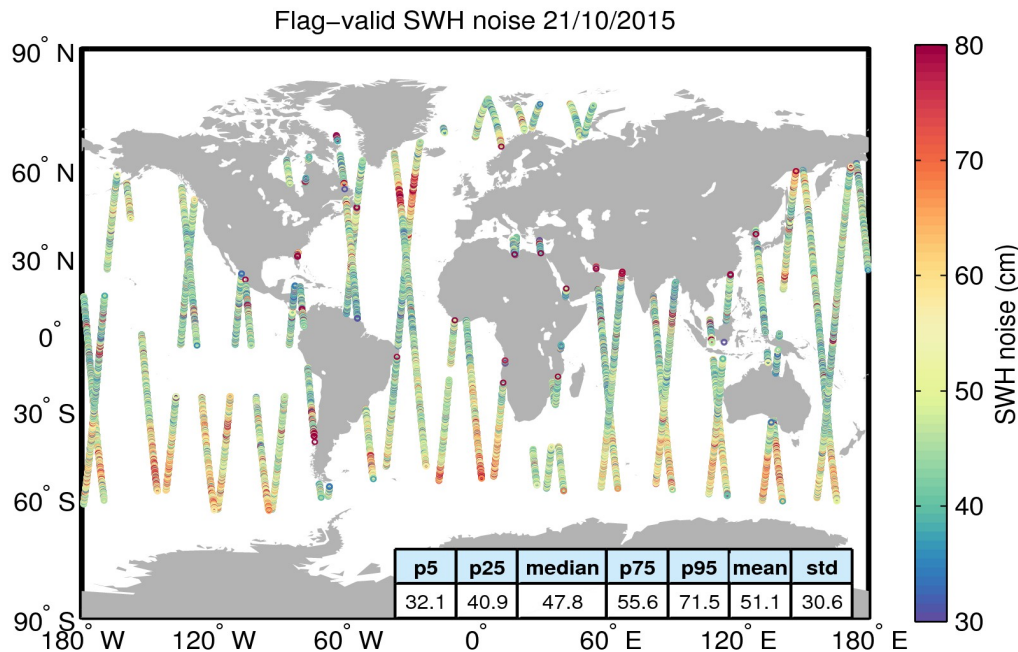 Flag−valid SWH noise 21/10/2015
90° N
60° N
30° N
0°
30° S
60° S
90° S
180° W
120° W
60° W
0°
60° E
120° E
180° E
p5 p25 median p75 p95 mean std
32.1 40.9 47.8 55.6 71.5 51.1 30.6
80
70
60
50
40
30
SWH noise (cm)